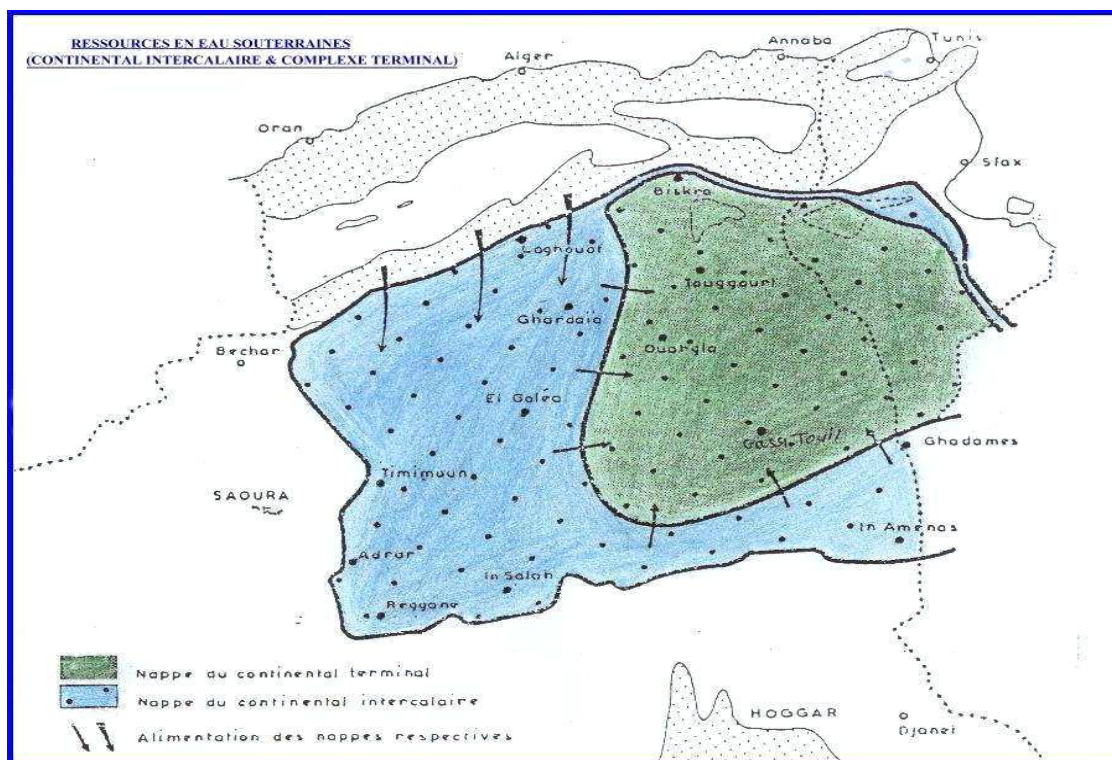 RESSOURCES EN EAU SOUTERRAINES
(CONTINENTAL INTERCALAIRE & COMPLEXE TERMINAL)
Alger
Annaba
Tunis
Oran
Sfax
Biskra
Laghouat
Touggourt
Ghardaïa
Ouargla
Bechar
El Goléa
Gassi Touil
Ghadames
Timimoun
SAOURA
In Amenas
Adrar
In Salah
Reggane
Nappe du continental terminal
Nappe du continental intercalaire
Alimentation des nappes respectives
HOGGAR
Djanet